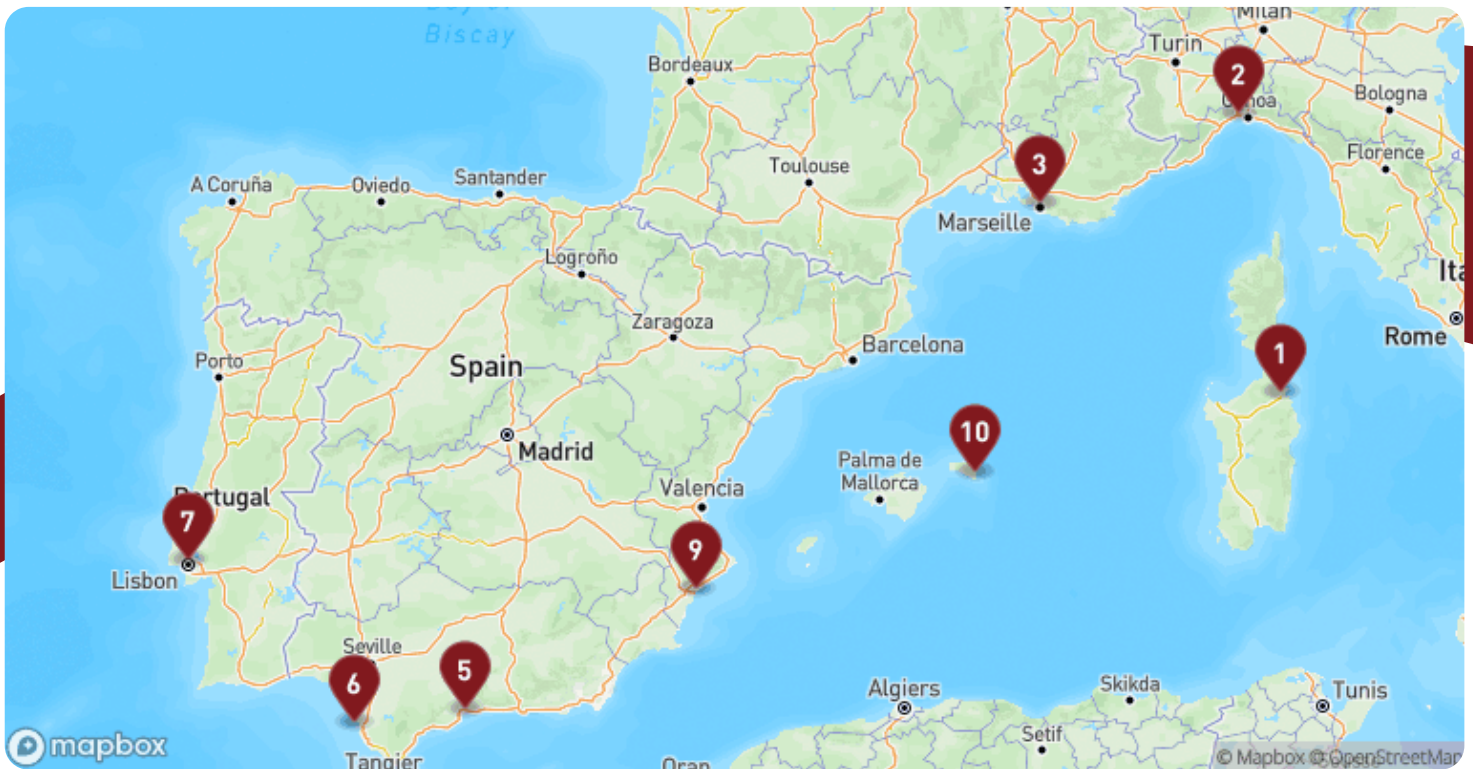 Biscay
Milan
Turin
Bordeaux
2
Bologna
Florence
3
Toulouse
A Coruña
Oviedo
Santander
Marseille
Logroño
Zaragoza
Rome
Barcelona
1
Porto
Spain
10
Madrid
Palma de
Mallorca
Valencia
Portugal
7
9
Lisbon
Seville
5
6
Algiers
Skikda
Tunis
Setif
mapbox
Tangier
Oran
© Mapbox © OpenStreetMap